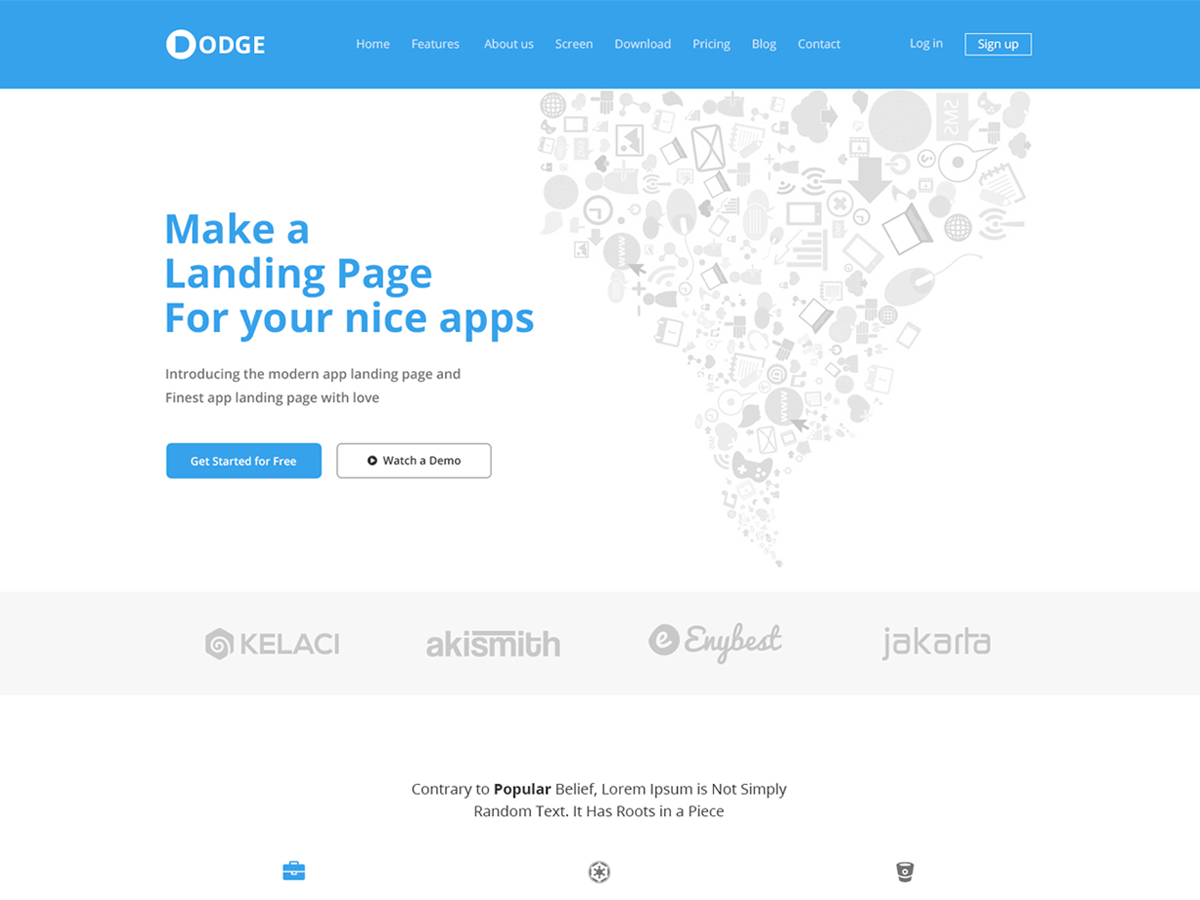 DODGE
Home Features About us Screen Download Pricing Blog Contact Log in Sign up
SMS
www
Make a
Landing Page
For your nice apps
www
Introducing the modern app landing page and
Finest app landing page with love
Get Started for Free Watch a Demo
KELACI akismith e Enybest jakarta
Contrary to Popular Belief, Lorem Ipsum is Not Simply
Random Text. It Has Roots in a Piece